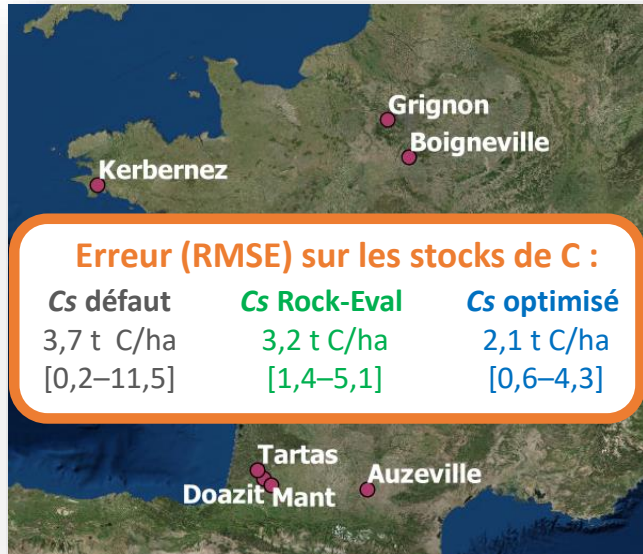 Grignon
Boigneville
Kerbernez
Erreur (RMSE) sur les stocks de C :
Cs défaut Cs Rock-Eval Cs optimisé
3,7 t C/ha 3,2 t C/ha 2,1 t C/ha
[0,2–11,5] [1,4–5,1] [0,6–4,3]
Tartas
Auzeville
Doazit Mant